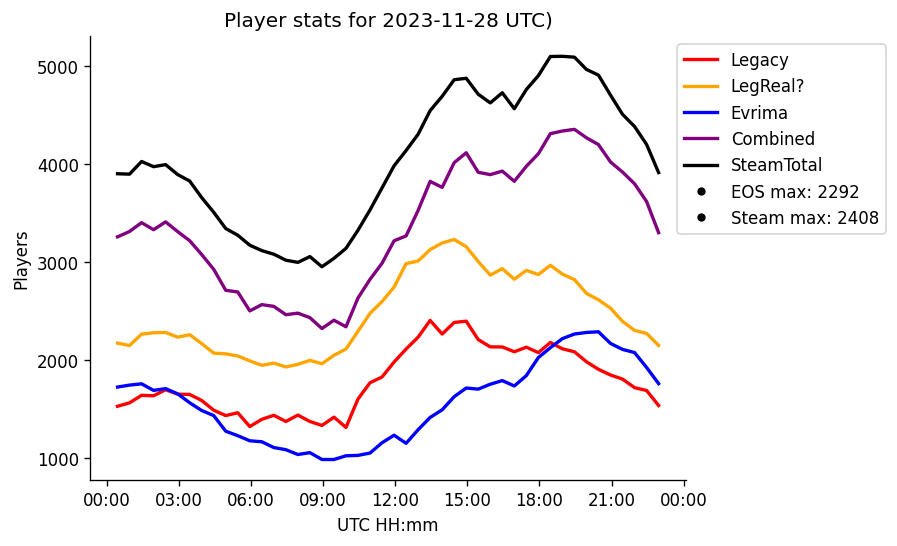 Player stats for 2023-11-28 UTC)
Players
5000
4000
3000
2000
1000
00:00 03:00 06:00 09:00 12:00 15:00 18:00 21:00 00:00
UTC HH:mm
Legacy
LegReal?
Evrima
Combined
SteamTotal
EOS max: 2292
Steam max: 2408